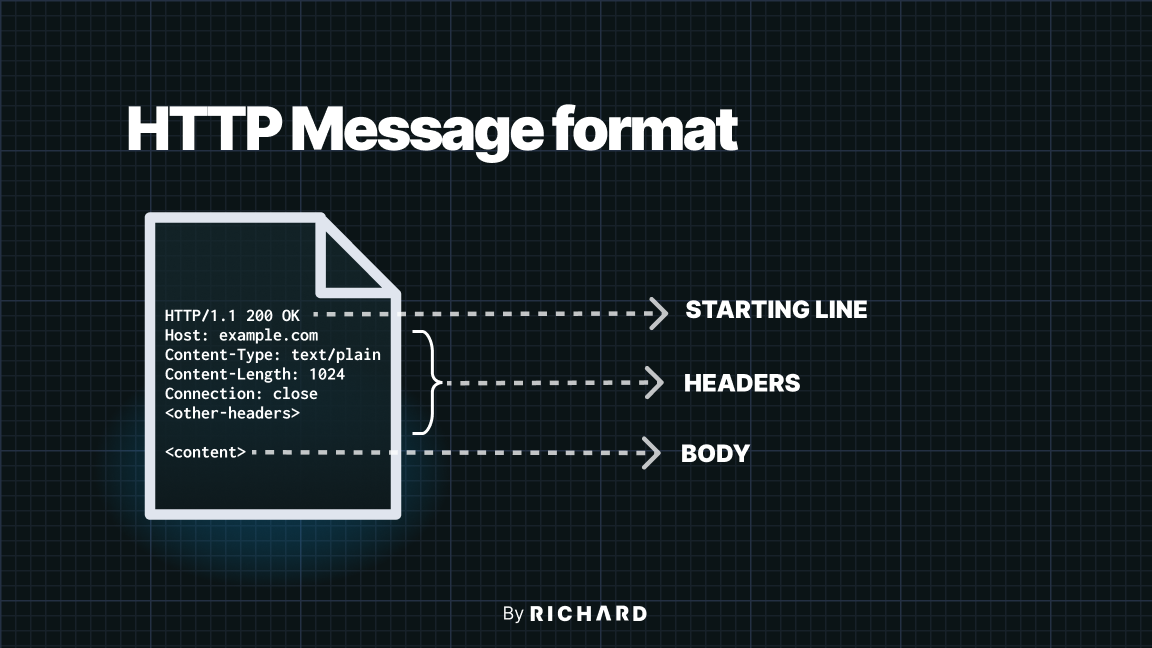 HTTP Message format
HTTP/1.1 200 OK
STARTING LINE
Host: example.com
Content-Type: text/plain
Content-Length: 1024
Connection: close
<other-headers>
HEADERS
<content>
BODY
By RICHARD